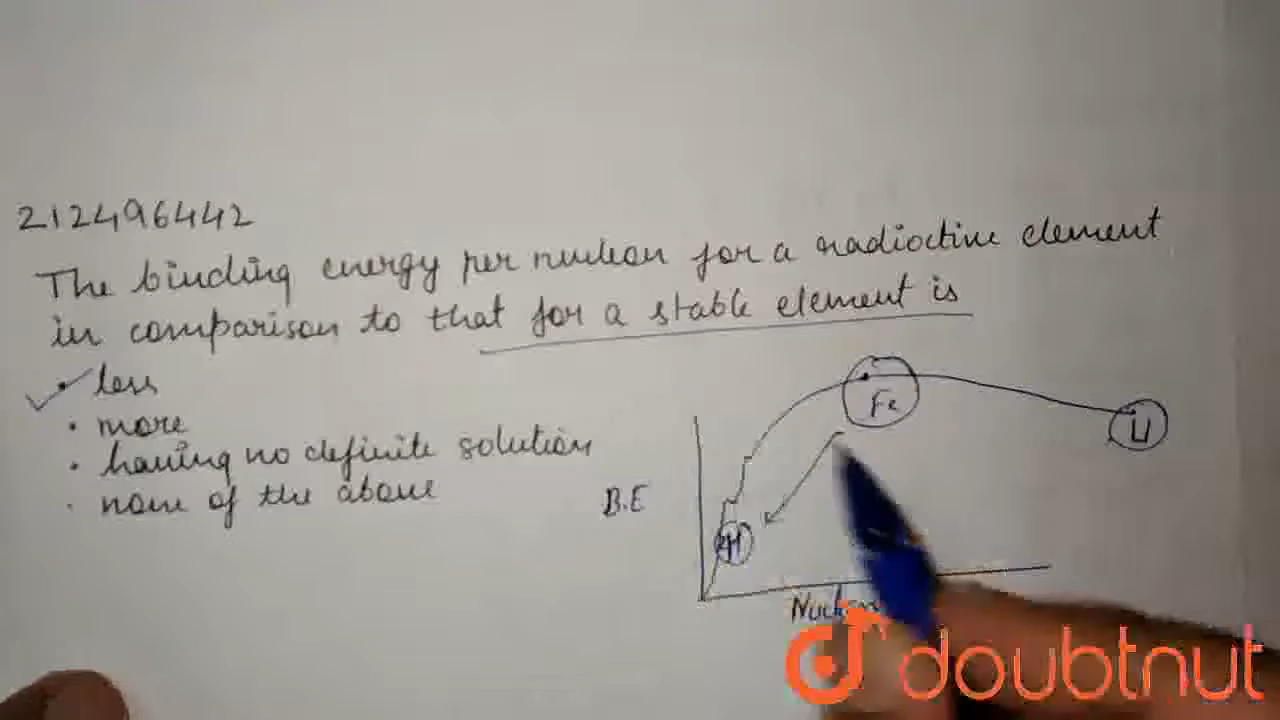 212496442
The binding energy per nucleon for a radioctive element
in comparison to that for a stable element is
• less
• more
• having no definite solution
• none of the above
Fe
U
B.E
H
doubtnut